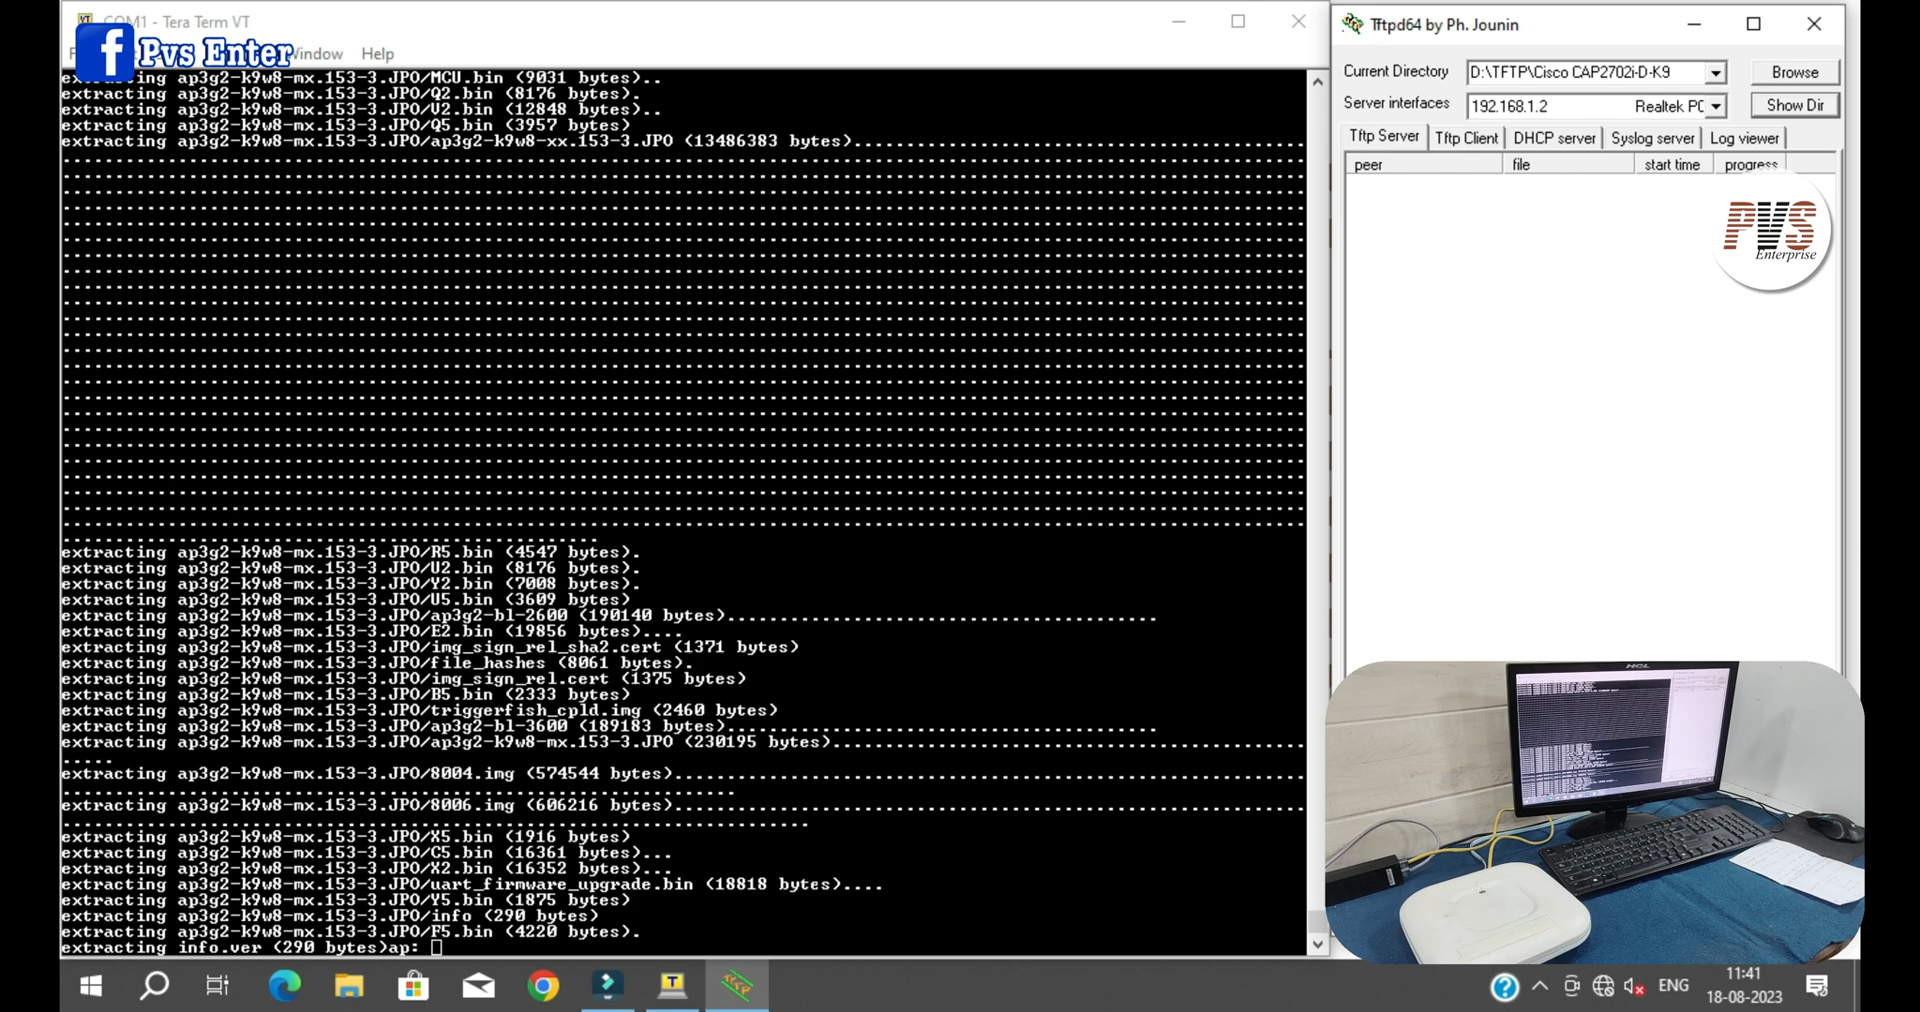 COM1 - Tera Term VT
Window Help
Pvs Enter
extracting ap3g2-k9w8-mx.153-3.JPO/MCU.bin (9031 bytes)..
extracting ap3g2-k9w8-mx.153-3.JPO/Q2.bin (8176 bytes).
extracting ap3g2-k9w8-mx.153-3.JPO/U2.bin (12848 bytes)..
extracting ap3g2-k9w8-mx.153-3.JPO/Q5.bin (3957 bytes)
extracting ap3g2-k9w8-mx.153-3.JPO/ap3g2-k9w8-xx.153-3.JPO (13486383 bytes)...........................................
extracting ap3g2-k9w8-mx.153-3.JPO/R5.bin (4547 bytes).
extracting ap3g2-k9w8-mx.153-3.JPO/U2.bin (8176 bytes).
extracting ap3g2-k9w8-mx.153-3.JPO/Y2.bin (7008 bytes).
extracting ap3g2-k9w8-mx.153-3.JPO/U5.bin (3609 bytes)
extracting ap3g2-k9w8-mx.153-3.JPO/ap3g2-bl-2600 (190140 bytes).........................................
extracting ap3g2-k9w8-mx.153-3.JPO/E2.bin (19856 bytes)....
extracting ap3g2-k9w8-mx.153-3.JPO/img_sign_rel_sha2.cert (1371 bytes)
extracting ap3g2-k9w8-mx.153-3.JPO/file_hashes (8061 bytes).
extracting ap3g2-k9w8-mx.153-3.JPO/img_sign_rel.cert (1375 bytes)
extracting ap3g2-k9w8-mx.153-3.JPO/B5.bin (2333 bytes)
extracting ap3g2-k9w8-mx.153-3.JPO/triggerfish_cpld.img (2460 bytes)
extracting ap3g2-k9w8-mx.153-3.JPO/ap3g2-bl-3600 (189183 bytes).........................................
extracting ap3g2-k9w8-mx.153-3.JPO/ap3g2-k9w8-mx.153-3.JPO (230195 bytes).............................................
.....
extracting ap3g2-k9w8-mx.153-3.JPO/8004.img (574544 bytes)............................................................
................................................................
extracting ap3g2-k9w8-mx.153-3.JPO/8006.img (606216 bytes)............................................................
.......................................................................
extracting ap3g2-k9w8-mx.153-3.JPO/X5.bin (1916 bytes)
extracting ap3g2-k9w8-mx.153-3.JPO/C5.bin (16361 bytes)...
extracting ap3g2-k9w8-mx.153-3.JPO/X2.bin (16352 bytes)...
extracting ap3g2-k9w8-mx.153-3.JPO/uart_firmware_upgrade.bin (18818 bytes)....
extracting ap3g2-k9w8-mx.153-3.JPO/Y5.bin (1875 bytes)
extracting ap3g2-k9w8-mx.153-3.JPO/info (290 bytes)
extracting ap3g2-k9w8-mx.153-3.JPO/F5.bin (4220 bytes).
extracting info.ver (290 bytes)ap:
Tftpd64 by Ph. Jounin
Current Directory D:\TFTP\Cisco CAP2702i-D-K9 Browse
Server interfaces 192.168.1.2 Realtek PC Show Dir
Tftp Server Tftp Client DHCP server Syslog server Log viewer
peer file start time progress
PVS
Enterprise
HCL
ENG
11:41
18-08-2023